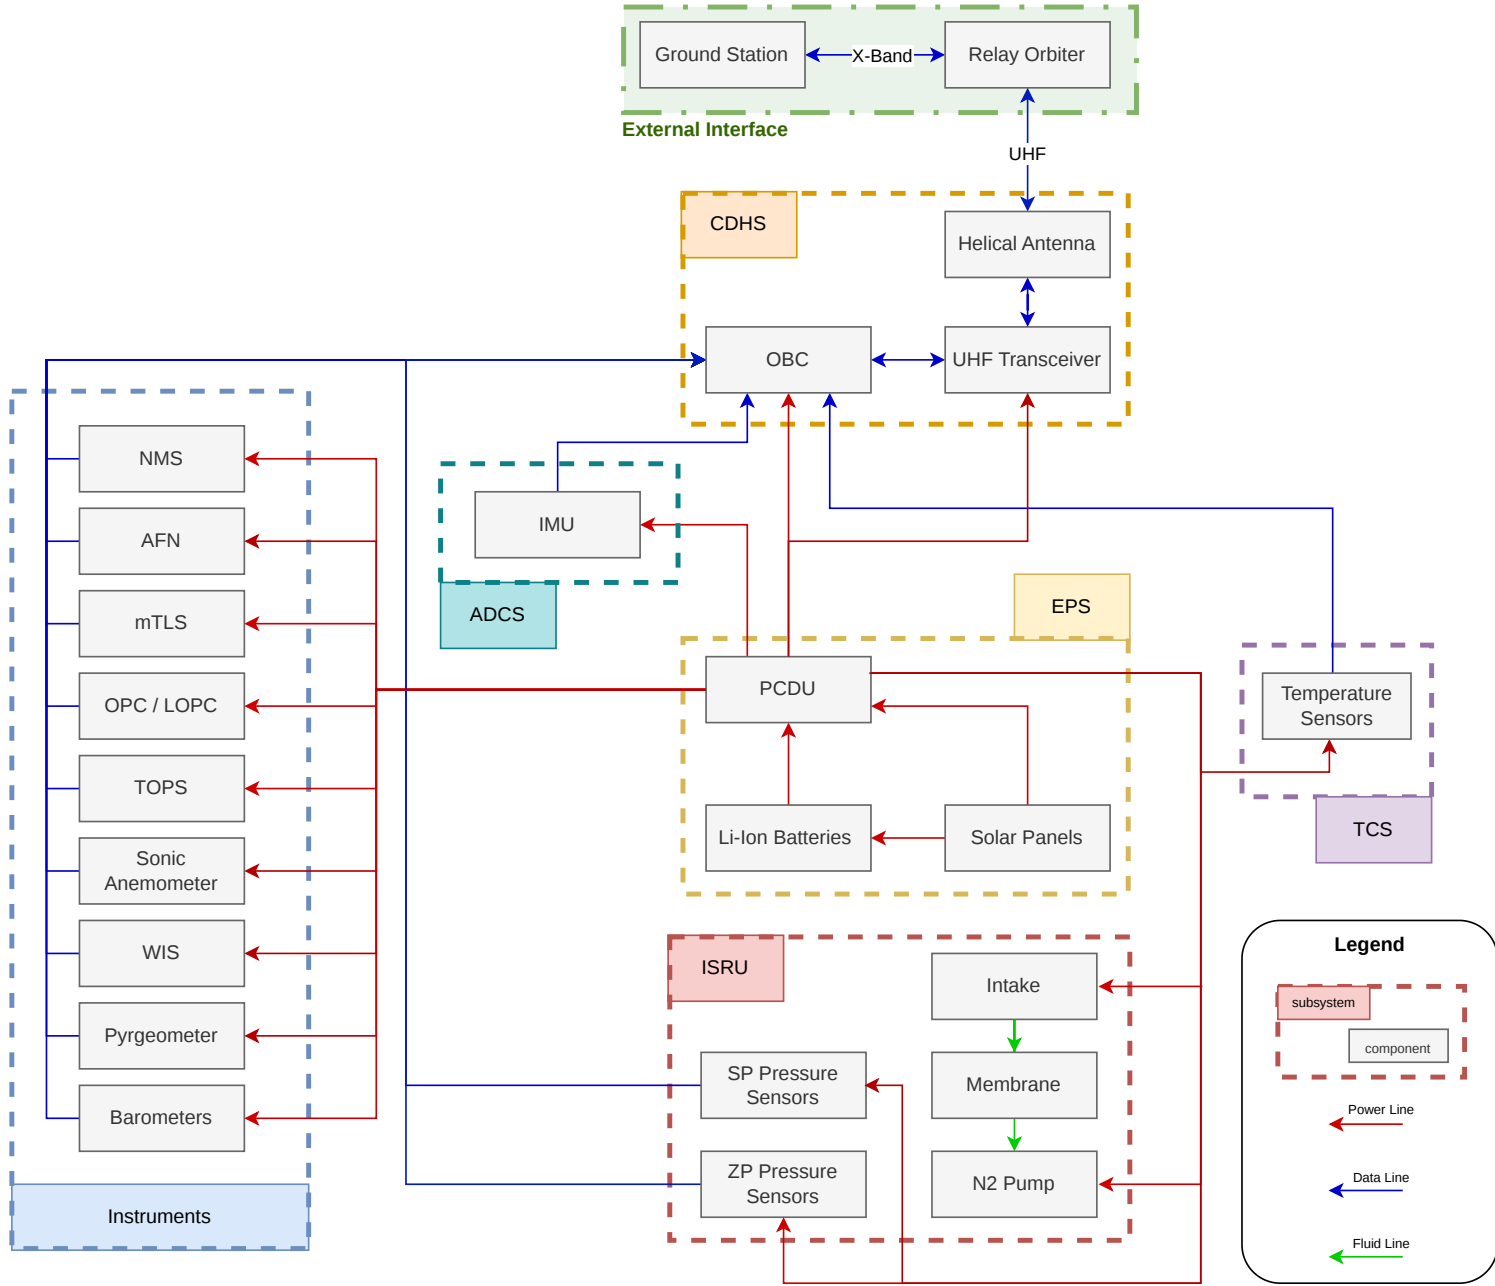 Ground Station
X-Band
Relay Orbiter
External Interface
UHF
CDHS
Helical Antenna
OBC
UHF Transceiver
NMS
AFN
mTLS
OPC / LOPC
TOPS
Sonic
Anemometer
WIS
Pyrgeometer
Barometers
Instruments
IMU
ADCS
EPS
PCDU
Li-Ion Batteries
Solar Panels
Temperature
Sensors
TCS
ISRU
Intake
SP Pressure
Sensors
Membrane
ZP Pressure
Sensors
N2 Pump
Legend
subsystem
component
Power Line
Data Line
Fluid Line